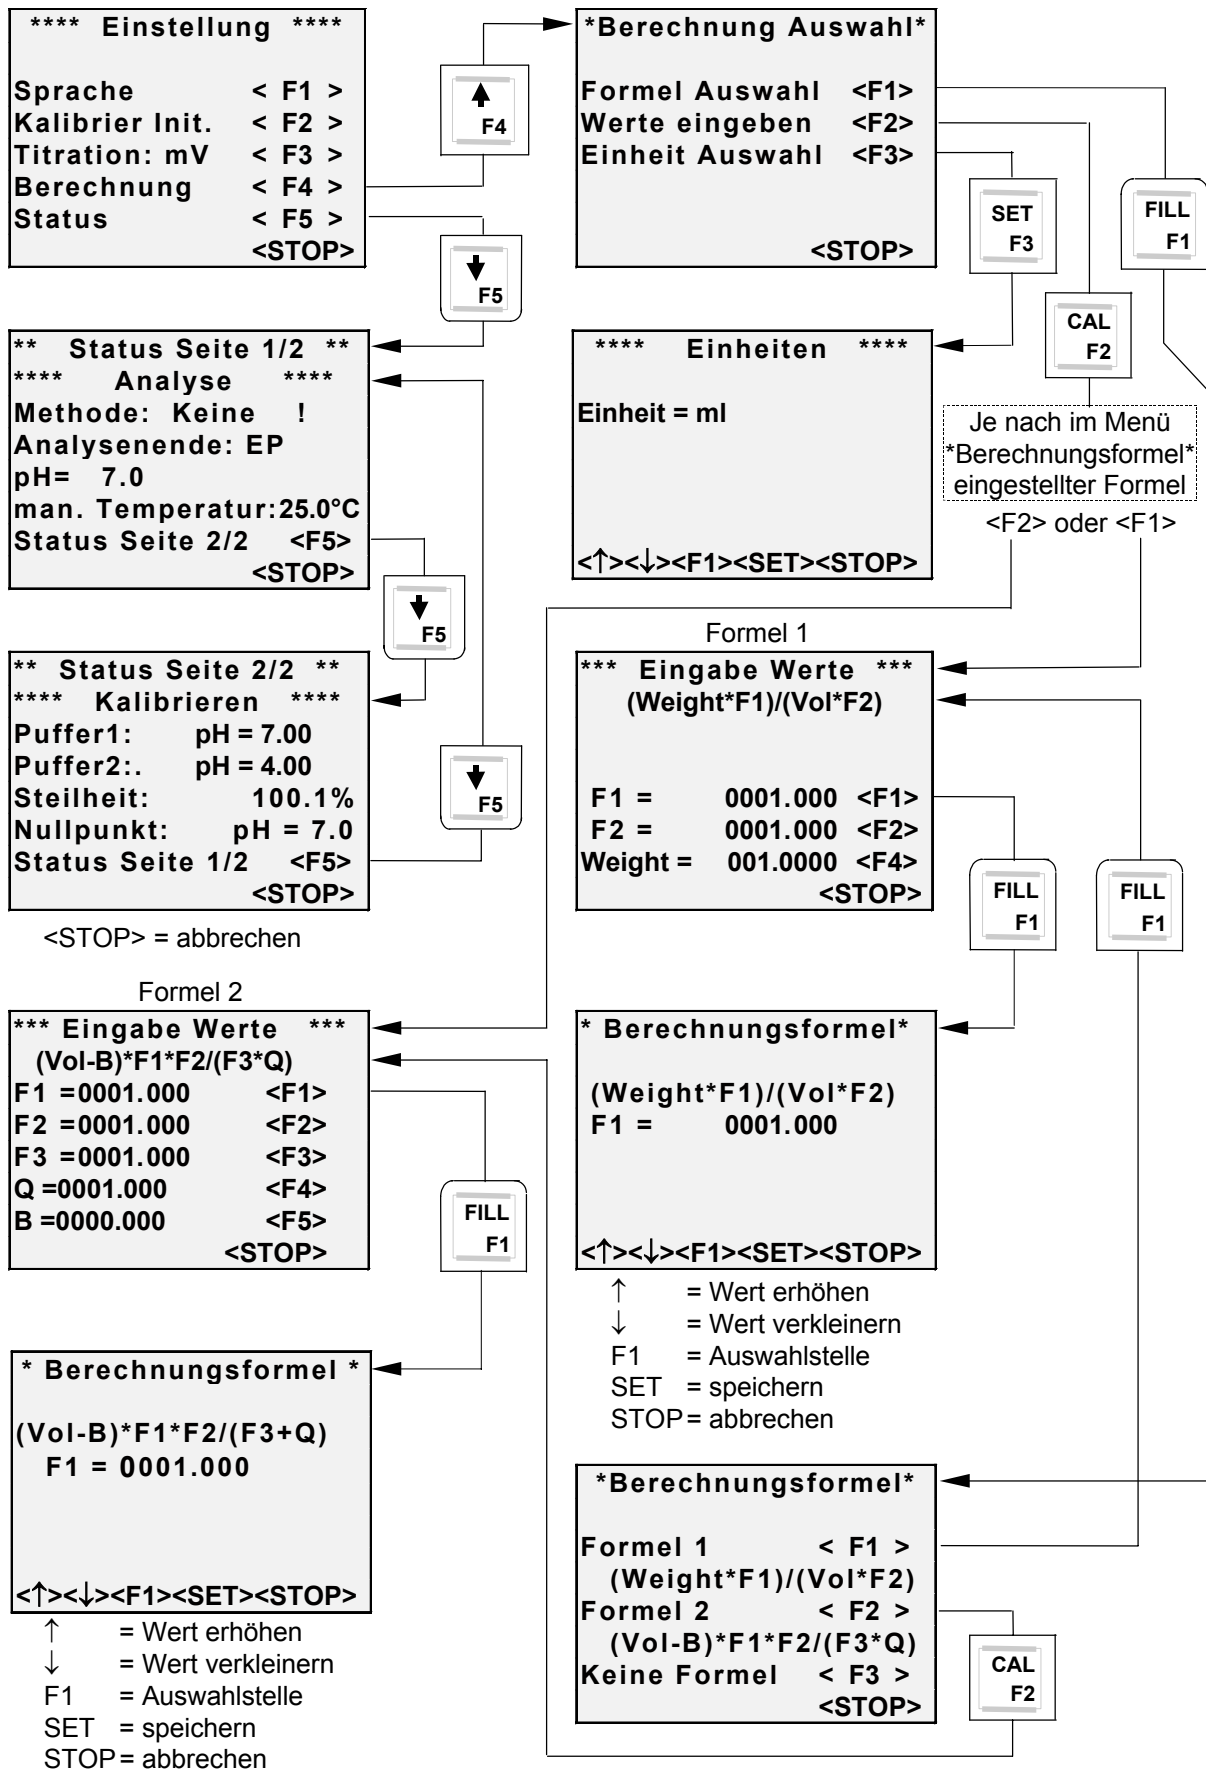 **** Einstellung ****
Sprache < F1 >
Kalibrier Init. < F2 >
Titration: mV < F3 >
Berechnung < F4 >
Status < F5 >
<STOP>
F4
F5
*Berechnung Auswahl*
Formel Auswahl <F1>
Werte eingeben <F2>
Einheit Auswahl <F3>
<STOP>
SET
F3
FILL
F1
CAL
F2
** Status Seite 1/2 **
**** Analyse ****
Methode: Keine !
Analysenende: EP
pH= 7.0
man. Temperatur:25.0°C
Status Seite 2/2 <F5>
<STOP>
F5
**** Einheiten ****
Einheit = ml
<↑><↓><F1><SET><STOP>
Je nach im Menü
*Berechnungsformel*
eingestellter Formel
<F2> oder <F1>
** Status Seite 2/2 **
**** Kalibrieren ****
Puffer1: pH = 7.00
Puffer2:. pH = 4.00
Steilheit: 100.1%
Nullpunkt: pH = 7.0
Status Seite 1/2 <F5>
<STOP>
F5
<STOP> = abbrechen
Formel 1
*** Eingabe Werte ***
(Weight*F1)/(Vol*F2)
F1 = 0001.000 <F1>
F2 = 0001.000 <F2>
Weight = 001.0000 <F4>
<STOP>
FILL
F1
FILL
F1
Formel 2
*** Eingabe Werte ***
(Vol-B)*F1*F2/(F3*Q)
F1 =0001.000 <F1>
F2 =0001.000 <F2>
F3 =0001.000 <F3>
Q =0001.000 <F4>
B =0000.000 <F5>
<STOP>
FILL
F1
* Berechnungsformel*
(Weight*F1)/(Vol*F2)
F1 = 0001.000
<↑><↓><F1><SET><STOP>
↑ = Wert erhöhen
↓ = Wert verkleinern
F1 = Auswahlstelle
SET = speichern
STOP = abbrechen
* Berechnungsformel *
(Vol-B)*F1*F2/(F3+Q)
F1 = 0001.000
<↑><↓><F1><SET><STOP>
↑ = Wert erhöhen
↓ = Wert verkleinern
F1 = Auswahlstelle
SET = speichern
STOP = abbrechen
*Berechnungsformel*
Formel 1 < F1 >
(Weight*F1)/(Vol*F2)
Formel 2 < F2 >
(Vol-B)*F1*F2/(F3*Q)
Keine Formel < F3 >
<STOP>
CAL
F2